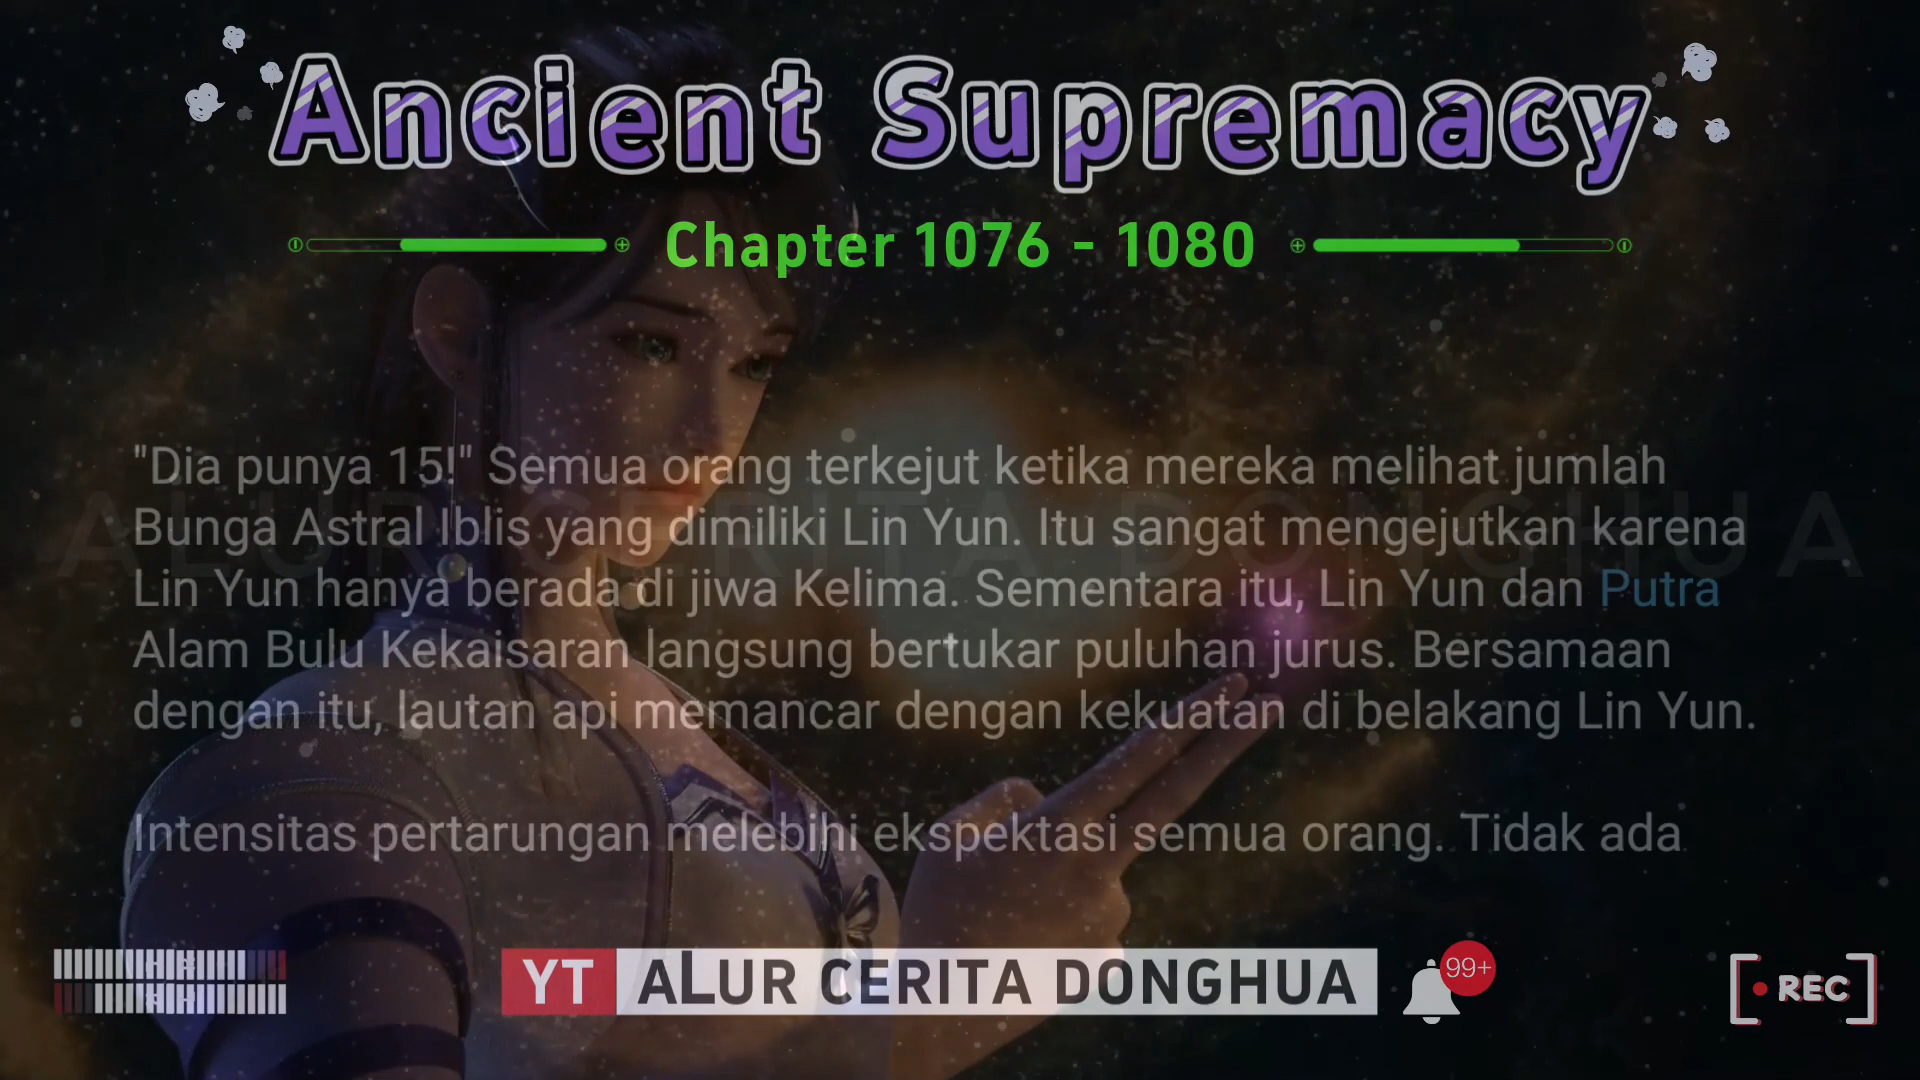 Ancient Supremacy
Chapter 1076 - 1080
"Dia punya 15!" Semua orang terkejut ketika mereka melihat jumlah
Bunga Astral Iblis yang dimiliki Lin Yun. Itu sangat mengejutkan karena
ALUR CERITA DONGHUA
Lin Yun hanya berada di jiwa Kelima. Sementara itu, Lin Yun dan Putra
Alam Bulu Kekaisaran langsung bertukar puluhan jurus. Bersamaan
dengan itu, lautan api memancar dengan kekuatan di belakang Lin Yun.
Intensitas pertarungan melebihi ekspektasi semua orang. Tidak ada
YT ALUR CERITA DONGHUA
99+
REC